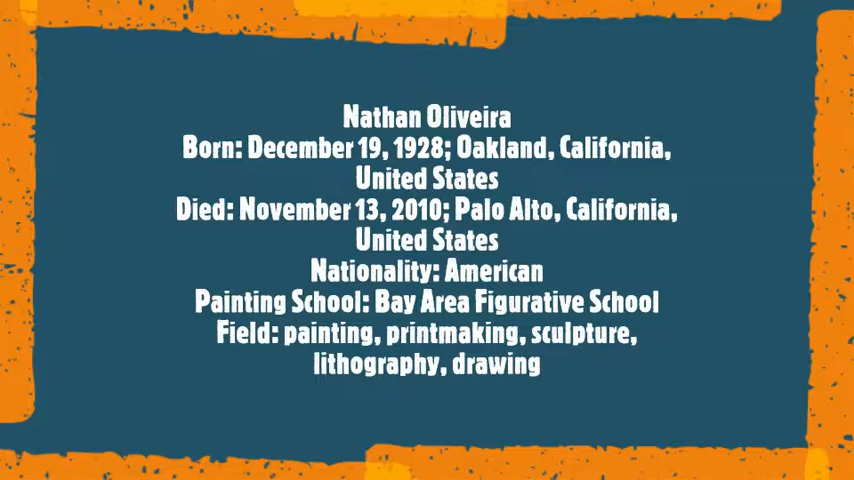 Nathan Oliveira
Born: December 19, 1928; Oakland, California,
United States
Died: November 13, 2010; Palo Alto, California,
United States
Nationality: American
Painting School: Bay Area Figurative School
Field: painting, printmaking, sculpture,
lithography, drawing